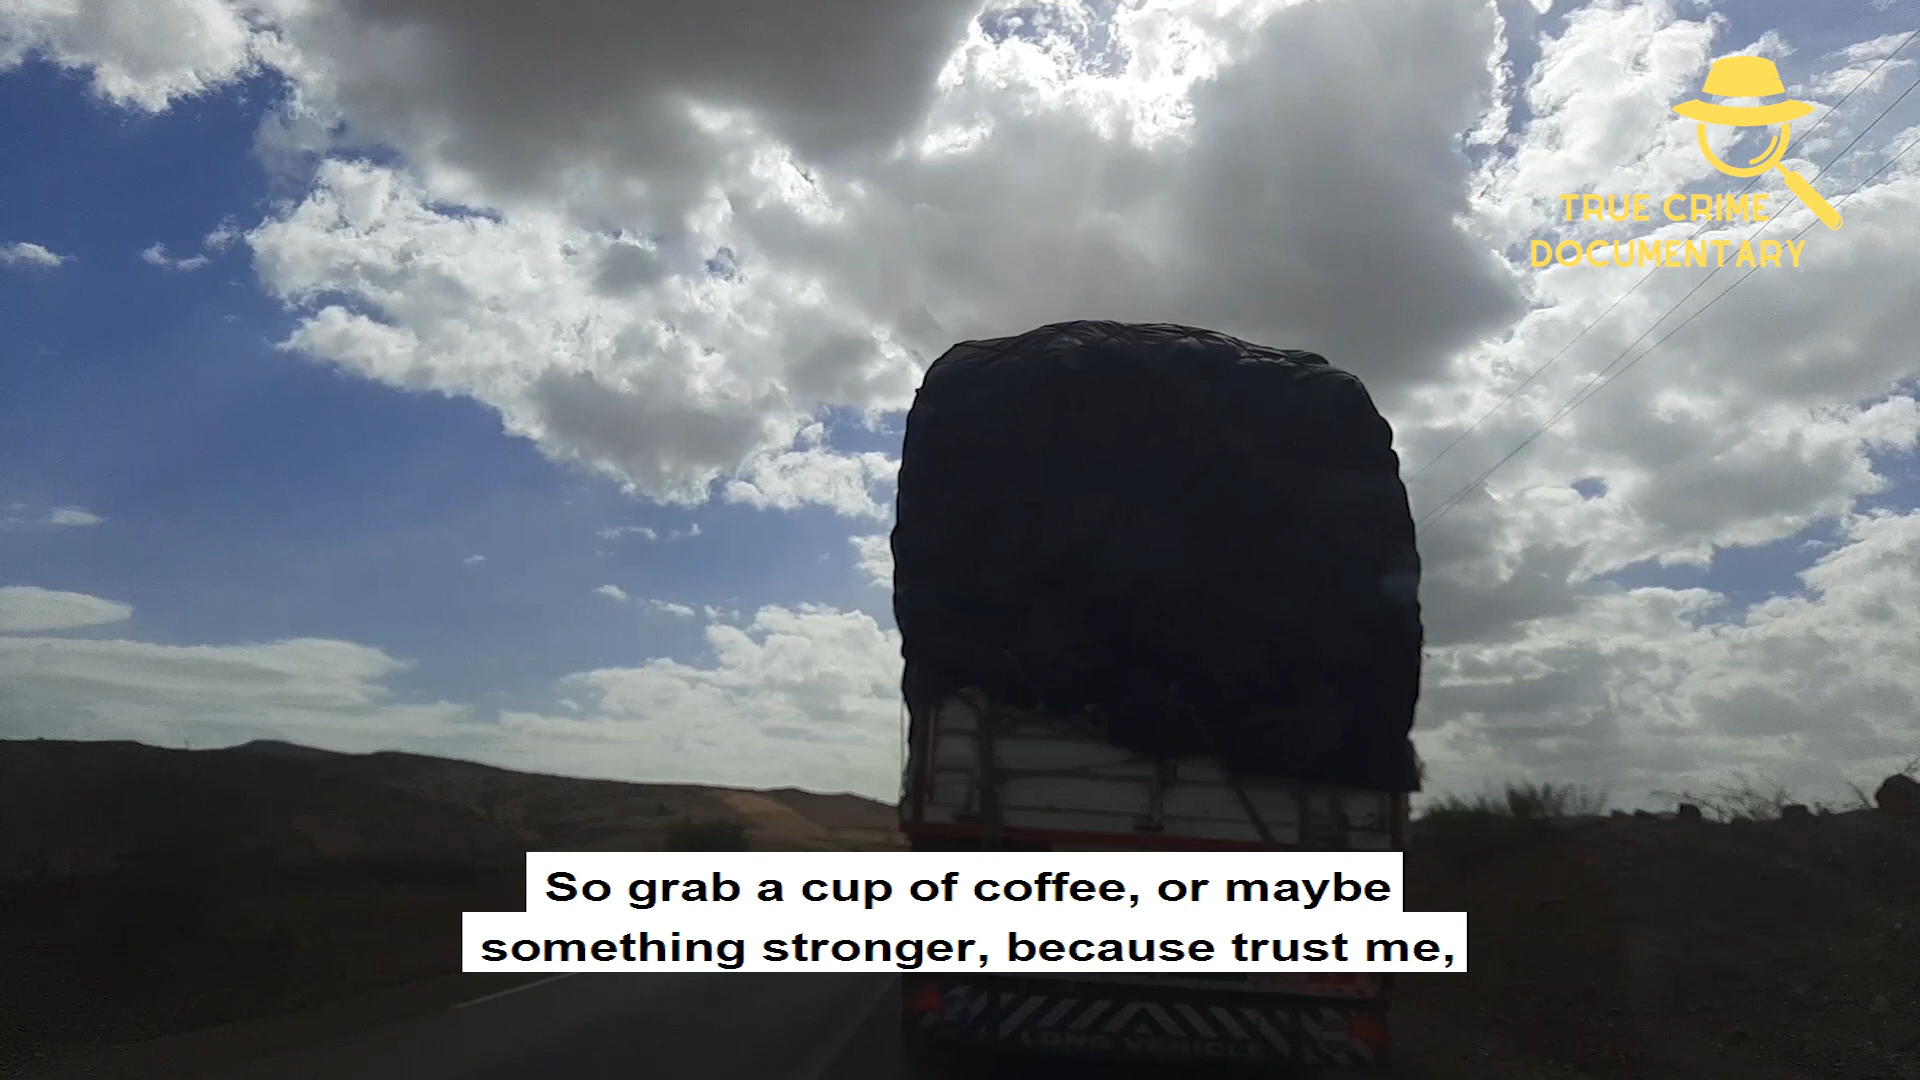 TRUE CRIME
DOCUMENTARY
So grab a cup of coffee, or maybe
something stronger, because trust me,
LONG VEHICLE